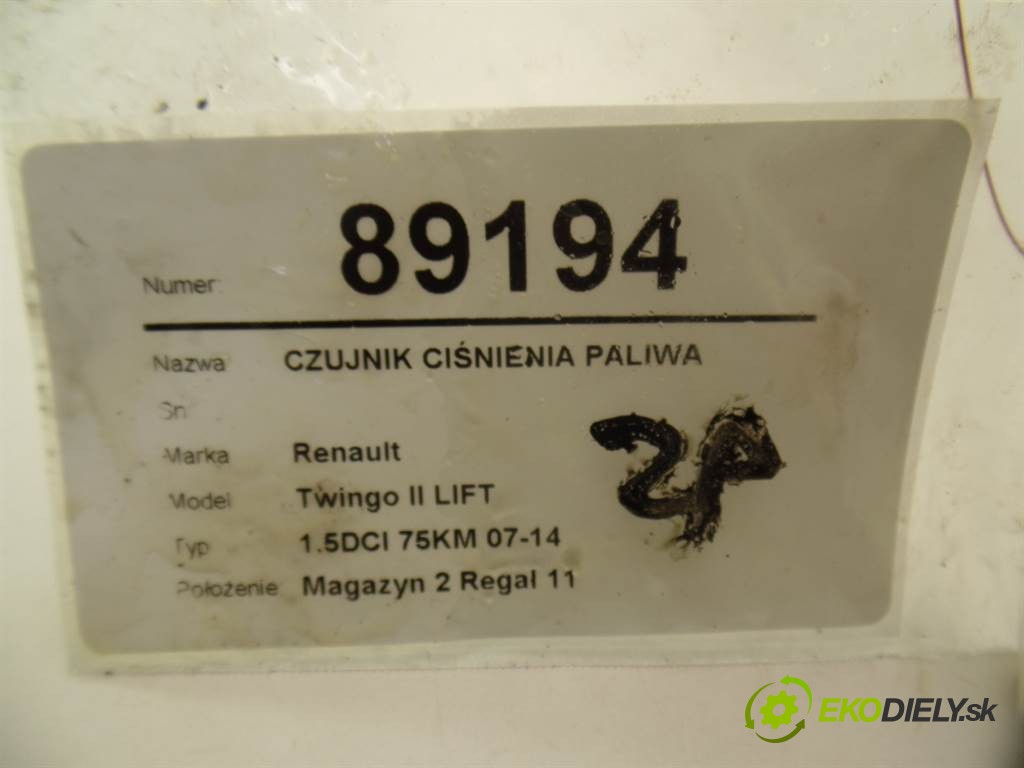 Numer: 89194
Nazwa CZUJNIK CIŚNIENIA PALIWA
Sn
Marka Renault
Model Twingo II LIFT
Typ 1.5DCI 75KM 07-14
Położenie Magazyn 2 Regał 11
EKODIELY.sk